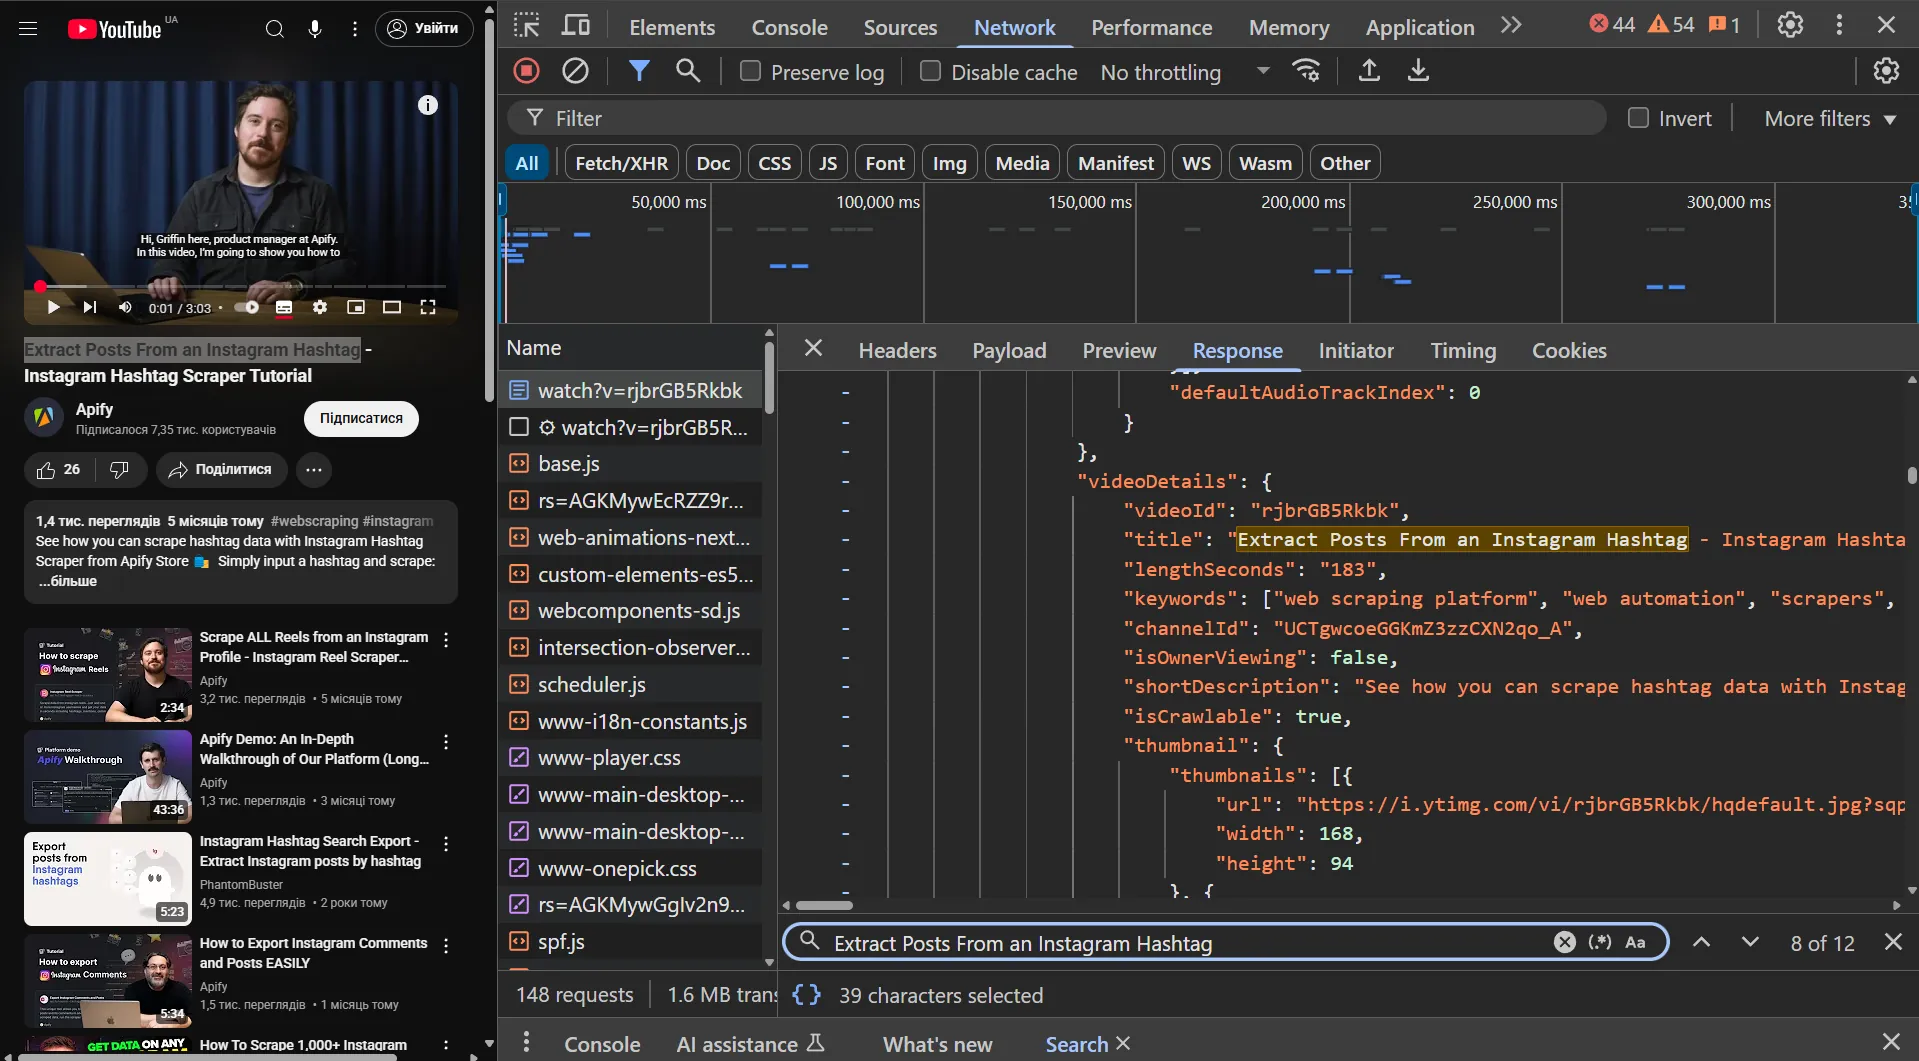 YouTube UA
Увійти
Hi, Griffin here, product manager at Apify.
In this video, I'm going to show you how to
0:01 / 3:03
Extract Posts From an Instagram Hashtag -
Instagram Hashtag Scraper Tutorial
Apify
Підписалося 7,35 тис. користувачів
Підписатися
26
Поділитися
1,4 тис. переглядів 5 місяців тому #webscraping #instagram
See how you can scrape hashtag data with Instagram Hashtag
Scraper from Apify Store Simply input a hashtag and scrape:
...більше
Tutorial
How to scrape
Instagram Reels
2:34
Scrape ALL Reels from an Instagram
Profile - Instagram Reel Scraper...
Apify
3,2 тис. переглядів • 5 місяців тому
Platform demo
Apify Walkthrough
43:36
Apify Demo: An In-Depth
Walkthrough of Our Platform (Long...
Apify
1,3 тис. переглядів • 3 місяці тому
Export
posts from
Instagram
hashtags
5:23
Instagram Hashtag Search Export -
Extract Instagram posts by hashtag
PhantomBuster
4,9 тис. переглядів • 2 роки тому
Tutorial
How to export
Instagram Comments
5:34
How to Export Instagram Comments
and Posts EASILY
Apify
1,5 тис. переглядів • 1 місяць тому
GET DATA ON ANY
How To Scrape 1,000+ Instagram
Elements Console Sources Network Performance Memory Application 44 54 1
Preserve log Disable cache No throttling
Filter Invert More filters
All Fetch/XHR Doc CSS JS Font Img Media Manifest WS Wasm Other
50,000 ms 100,000 ms 150,000 ms 200,000 ms 250,000 ms 300,000 ms
Name
watch?v=rjbrGB5Rkbk
watch?v=rjbrGB5R...
base.js
rs=AGKMywEcRZZ9r...
web-animations-next...
custom-elements-es5...
webcomponents-sd.js
intersection-observer...
scheduler.js
www-i18n-constants.js
www-player.css
www-main-desktop-...
www-main-desktop-...
www-onepick.css
rs=AGKMywGgIv2n9...
spf.js
148 requests 1.6 MB trans
Headers Payload Preview Response Initiator Timing Cookies
"defaultAudioTrackIndex": 0
}
},
"videoDetails": {
"videoId": "rjbrGB5Rkbk",
"title": "Extract Posts From an Instagram Hashtag - Instagram Hashta
"lengthSeconds": "183",
"keywords": ["web scraping platform", "web automation", "scrapers",
"channelId": "UCTgwcoeGGKmZ3zzCXN2qo_A",
"isOwnerViewing": false,
"shortDescription": "See how you can scrape hashtag data with Instag
"isCrawlable": true,
"thumbnail": {
"thumbnails": [{
"url": "https://i.ytimg.com/vi/rjbrGB5Rkbk/hqdefault.jpg?sqp
"width": 168,
"height": 94
}, {
Extract Posts From an Instagram Hashtag (.*) Aa 8 of 12
{} 39 characters selected
Console AI assistance What's new Search